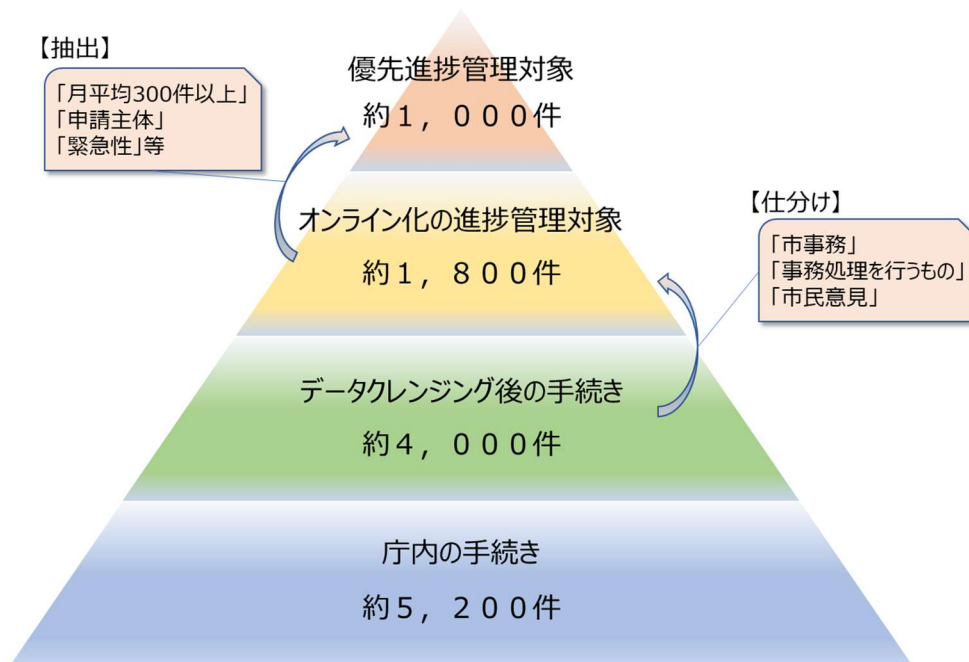 【抽出】
「月平均300件以上」
「申請主体」
「緊急性」等
優先進捗管理対象
約1，000件
オンライン化の進捗管理対象
約1，800件
【仕分け】
「市事務」
「事務処理を行うもの」
「市民意見」
データクレンジング後の手続き
約4，000件
庁内の手続き
約5，200件